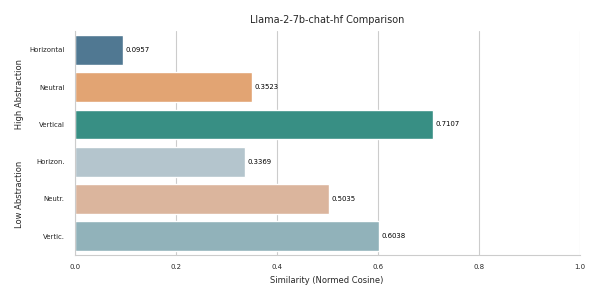 Llama-2-7b-chat-hf Comparison
High Abstraction
Horizontal
0.0957
Neutral
0.3523
Vertical
0.7107
Low Abstraction
Horizon.
0.3369
Neutr.
0.5035
Vertic.
0.6038
0.0 0.2 0.4 0.6 0.8 1.0
Similarity (Normed Cosine)